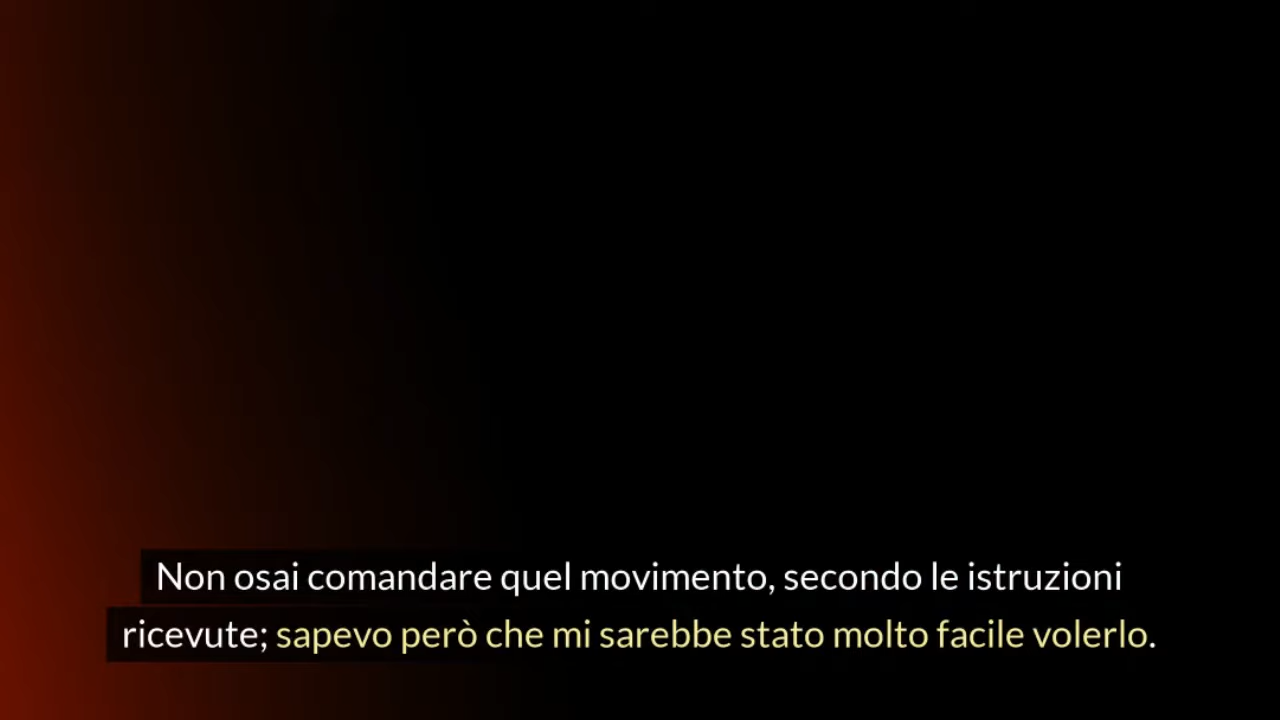 Non osai comandare quel movimento, secondo le istruzioni
ricevute; sapevo però che mi sarebbe stato molto facile volerlo.